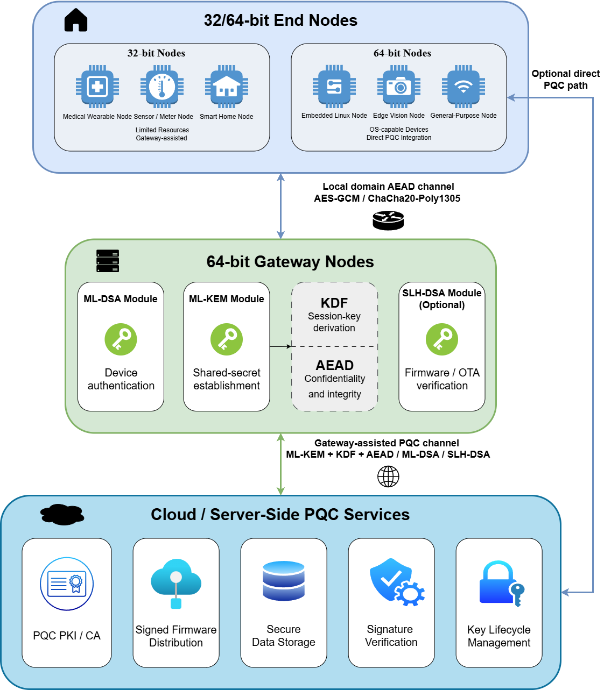 32/64-bit End Nodes
32-bit Nodes
Medical Wearable Node
Sensor / Meter Node
Smart Home Node
Limited Resources
Gateway-assisted
64-bit Nodes
Embedded Linux Node
Edge Vision Node
General-Purpose Node
OS-capable Devices
Direct PQC Integration
Optional direct
PQC path
Local domain AEAD channel
AES-GCM / ChaCha20-Poly1305
64-bit Gateway Nodes
ML-DSA Module
Device
authentication
ML-KEM Module
Shared-secret
establishment
KDF
Session-key
derivation
AEAD
Confidentiality
and integrity
SLH-DSA Module
(Optional)
Firmware / OTA
verification
Gateway-assisted PQC channel
ML-KEM + KDF + AEAD / ML-DSA / SLH-DSA
Cloud / Server-Side PQC Services
PQC PKI / CA
Signed Firmware
Distribution
Secure
Data Storage
Signature
Verification
Key Lifecycle
Management